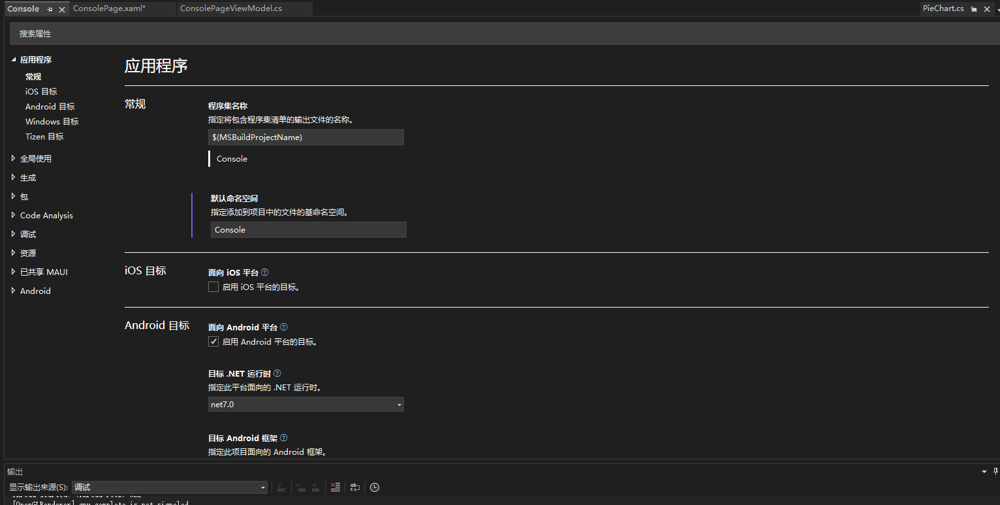 Console
ConsolePage.xaml*
ConsolePageViewModel.cs
PieChart.cs
搜索属性
应用程序
常规
iOS 目标
Android 目标
Windows 目标
Tizen 目标
全局使用
生成
包
Code Analysis
调试
资源
已共享 MAUI
Android
应用程序
常规
程序集名称
指定将包含程序集清单的输出文件的名称。
$(MSBuildProjectName)
Console
默认命名空间
指定添加到项目中的文件的基命名空间。
Console
iOS 目标
面向 iOS 平台
启用 iOS 平台的目标。
Android 目标
面向 Android 平台
启用 Android 平台的目标。
目标 .NET 运行时
指定此平台面向的 .NET 运行时。
net7.0
目标 Android 框架
指定此项目面向的 Android 框架。
输出
显示输出来源(S): 调试